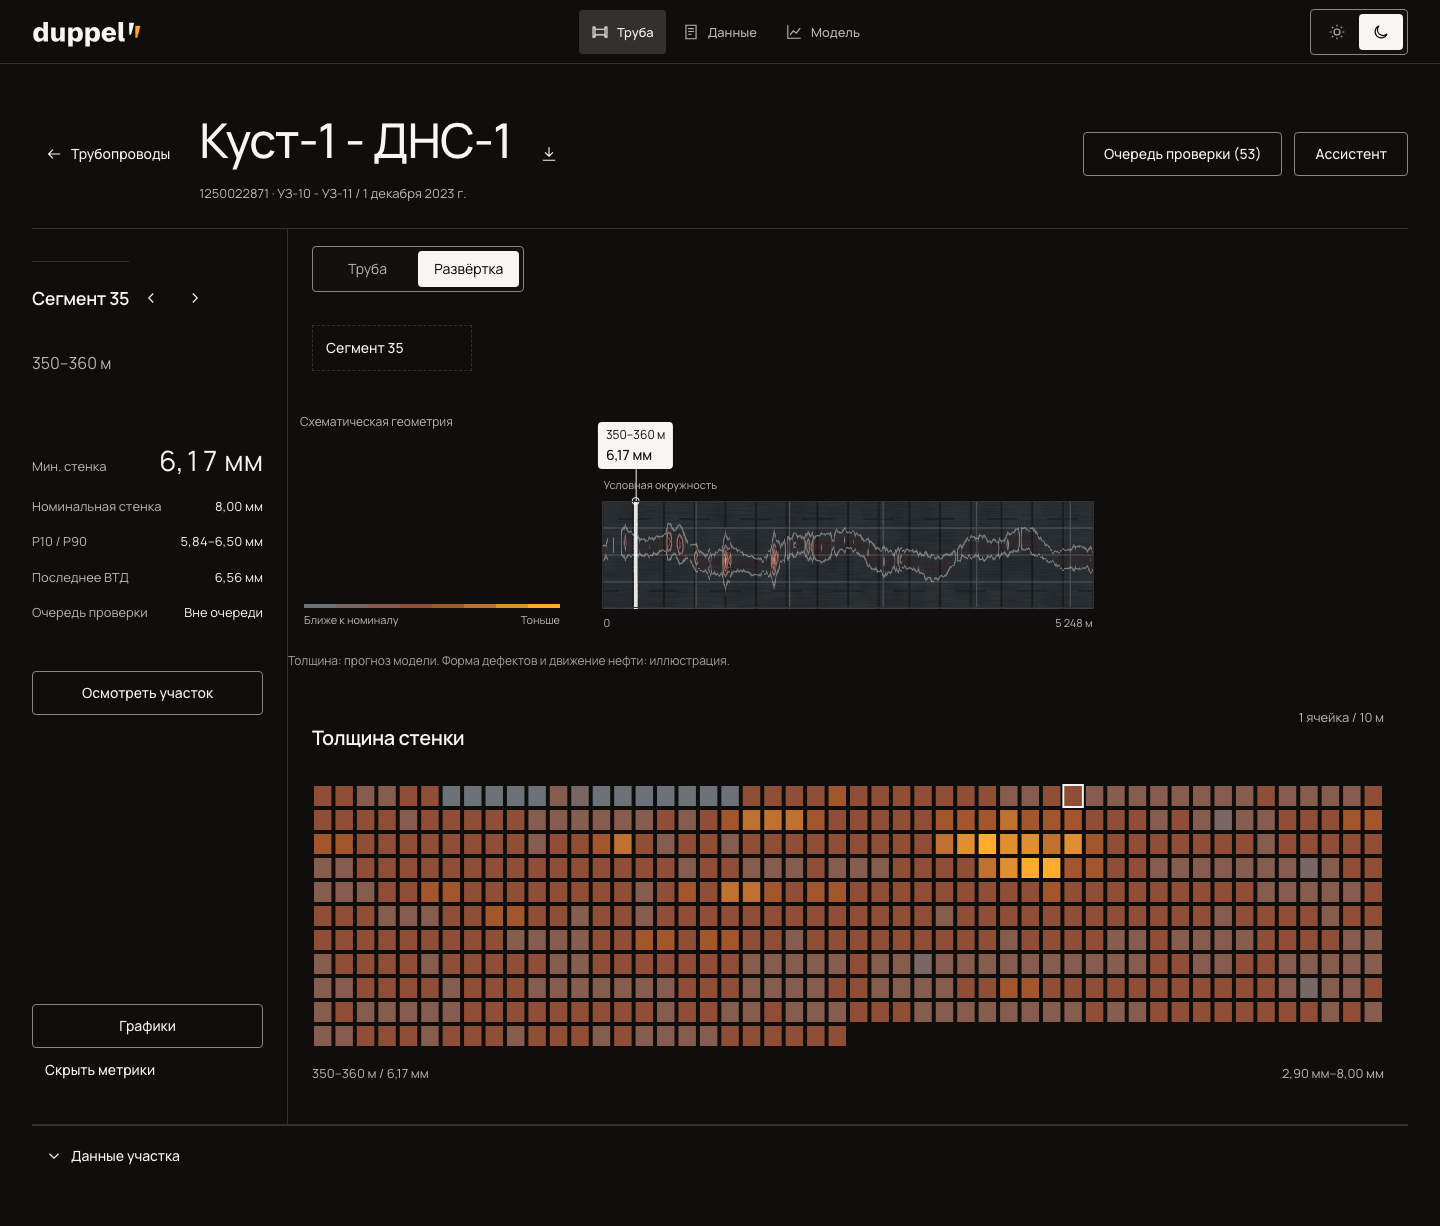 duppel
Труба
Данные
Модель
Трубопроводы
Куст-1 - ДНС-1
1250022871 · УЗ-10 - УЗ-11 / 1 декабря 2023 г.
Очередь проверки (53)
Ассистент
Сегмент 35
350–360 м
Мин. стенка 6,17 мм
Номинальная стенка 8,00 мм
P10 / P90 5,84–6,50 мм
Последнее ВТД 6,56 мм
Очередь проверки Вне очереди
Осмотреть участок
Графики
Скрыть метрики
Труба
Развёртка
Сегмент 35
Схематическая геометрия
350–360 м
6,17 мм
Условная окружность
Ближе к номиналу Тоньше
0 5 248 м
Толщина: прогноз модели. Форма дефектов и движение нефти: иллюстрация.
1 ячейка / 10 м
Толщина стенки
350–360 м / 6,17 мм
2,90 мм–8,00 мм
Данные участка